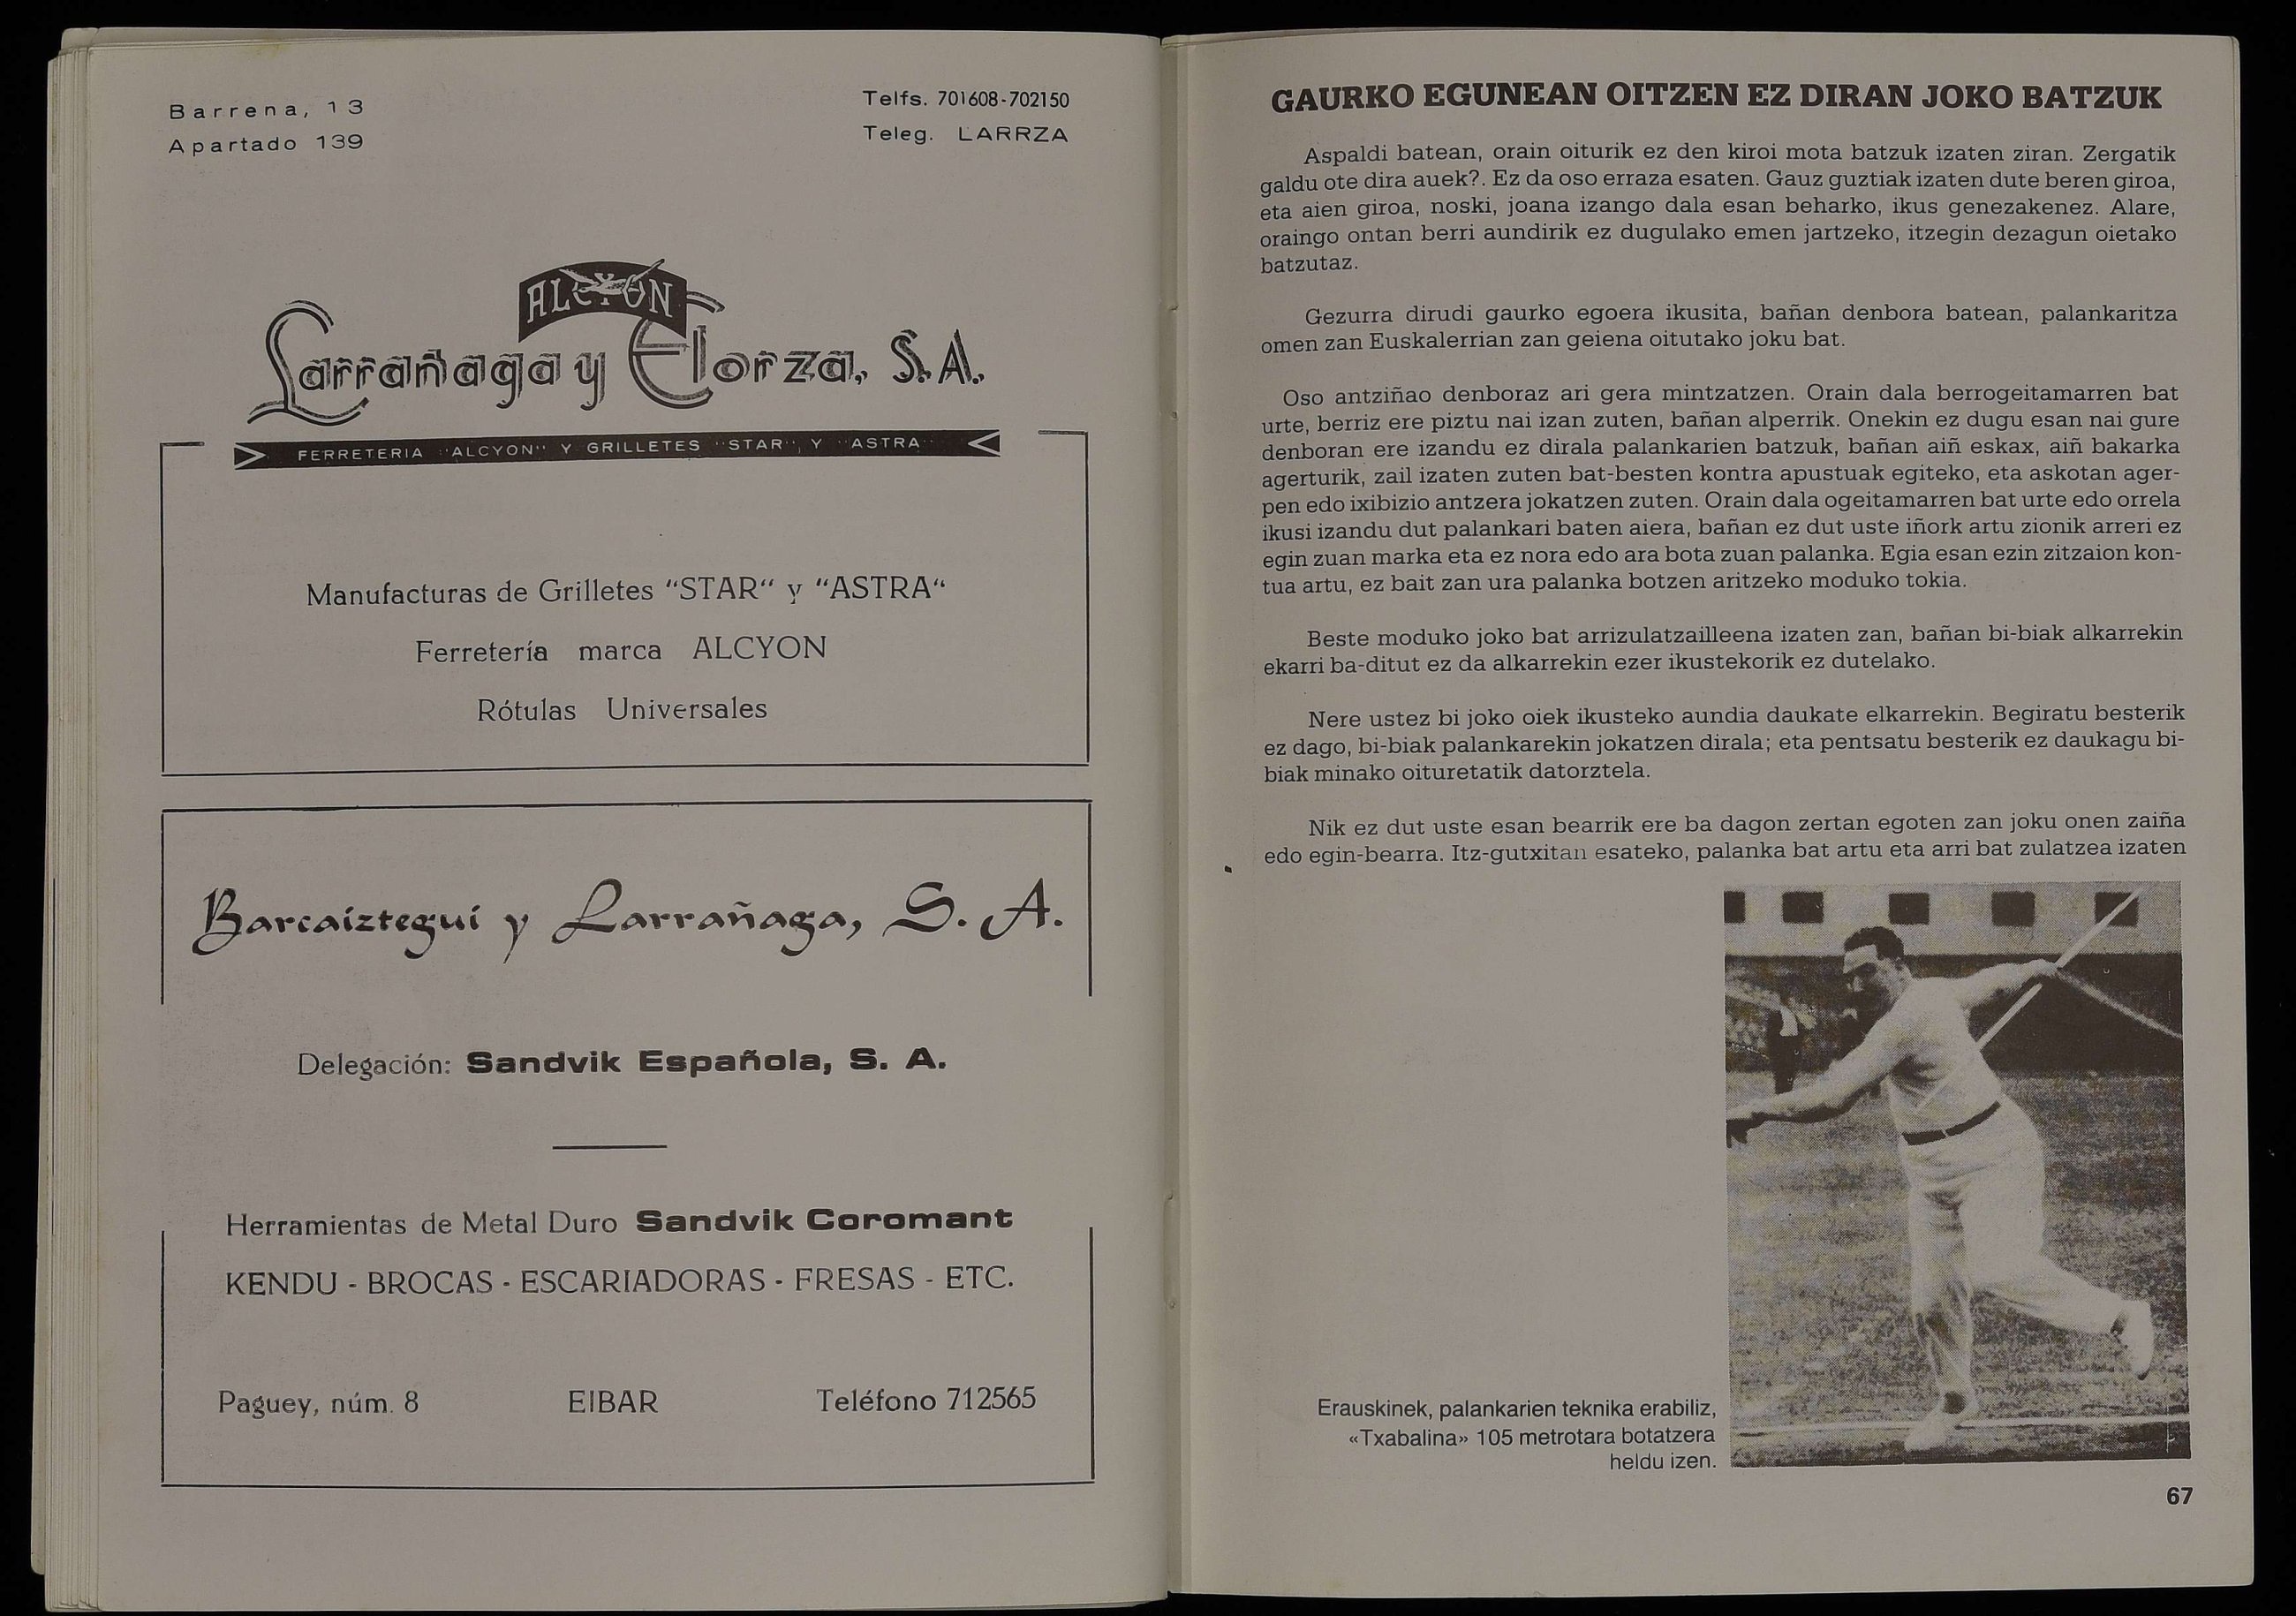 Barrena, 13
Apartado 139
Telfs. 701608-702150
Teleg. LARRZA
ALCYON
Larrañaga y Elorza, S.A.
FERRETERIA "ALCYON" Y GRILLETES "STAR", Y "ASTRA"
Manufacturas de Grilletes "STAR" y "ASTRA"
Ferretería marca ALCYON
Rótulas Universales
Barcaiztegui y Larrañaga, S. A.
Delegación: Sandvik Española, S. A.
Herramientas de Metal Duro Sandvik Coromant
KENDU - BROCAS - ESCARIADORAS - FRESAS - ETC.
Paguey, núm. 8 EIBAR Teléfono 712565
GAURKO EGUNEAN OITZEN EZ DIRAN JOKO BATZUK
Aspaldi batean, orain oiturik ez den kiroi mota batzuk izaten ziran. Zergatik
galdu ote dira auek?. Ez da oso erraza esaten. Gauz guztiak izaten dute beren giroa,
eta aien giroa, noski, joana izango dala esan beharko, ikus genezakenez. Alare,
oraingo ontan berri aundirik ez dugulako emen jartzeko, itzegin dezagun oietako
batzutaz.
Gezurra dirudi gaurko egoera ikusita, bañan denbora batean, palankaritza
omen zan Euskalerrian zan geiena oitutako joku bat.
Oso antziñao denboraz ari gera mintzatzen. Orain dala berrogeitamarren bat
urte, berriz ere piztu nai izan zuten, bañan alperrik. Onekin ez dugu esan nai gure
denboran ere izandu ez dirala palankarien batzuk, bañan aiñ eskax, aiñ bakarka
agerturik, zail izaten zuten bat-besten kontra apustuak egiteko, eta askotan ager-
pen edo ixibizio antzera jokatzen zuten. Orain dala ogeitamarren bat urte edo orrela
ikusi izandu dut palankari baten aiera, bañan ez dut uste iñork artu zionik arreri ez
egin zuan marka eta ez nora edo ara bota zuan palanka. Egia esan ezin zitzaion kon-
tua artu, ez bait zan ura palanka botzen aritzeko moduko tokia.
Beste moduko joko bat arrizulatzailleena izaten zan, bañan bi-biak alkarrekin
ekarri ba-ditut ez da alkarrekin ezer ikustekorik ez dutelako.
Nere ustez bi joko oiek ikusteko aundia daukate elkarrekin. Begiratu besterik
ez dago, bi-biak palankarekin jokatzen dirala; eta pentsatu besterik ez daukagu bi-
biak minako oituretatik datorztela.
Nik ez dut uste esan bearrik ere ba dagon zertan egoten zan joku onen zaiña
edo egin-bearra. Itz-gutxitan esateko, palanka bat artu eta arri bat zulatzea izaten
Erauskinek, palankarien teknika erabiliz,
«Txabalina» 105 metrotara botatzera
heldu izen.
67